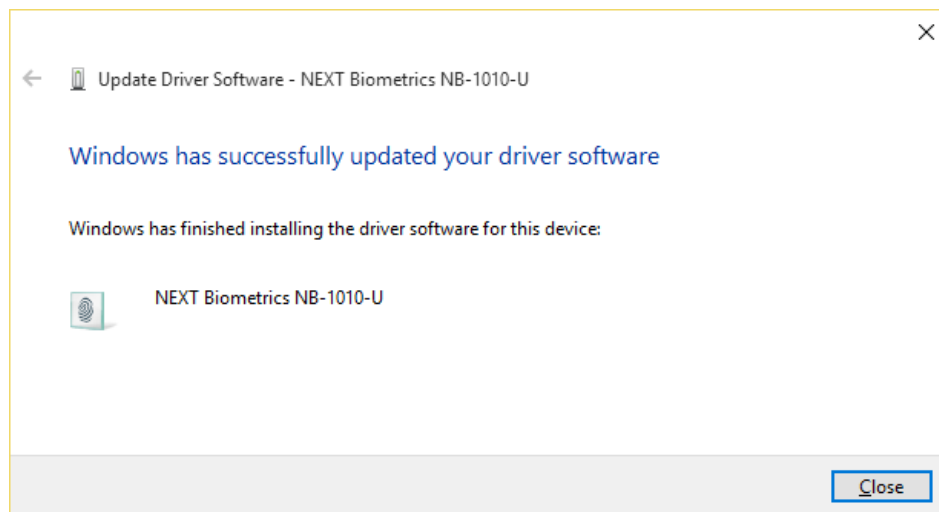 Update Driver Software - NEXT Biometrics NB-1010-U
Windows has successfully updated your driver software
Windows has finished installing the driver software for this device:
NEXT Biometrics NB-1010-U
Close